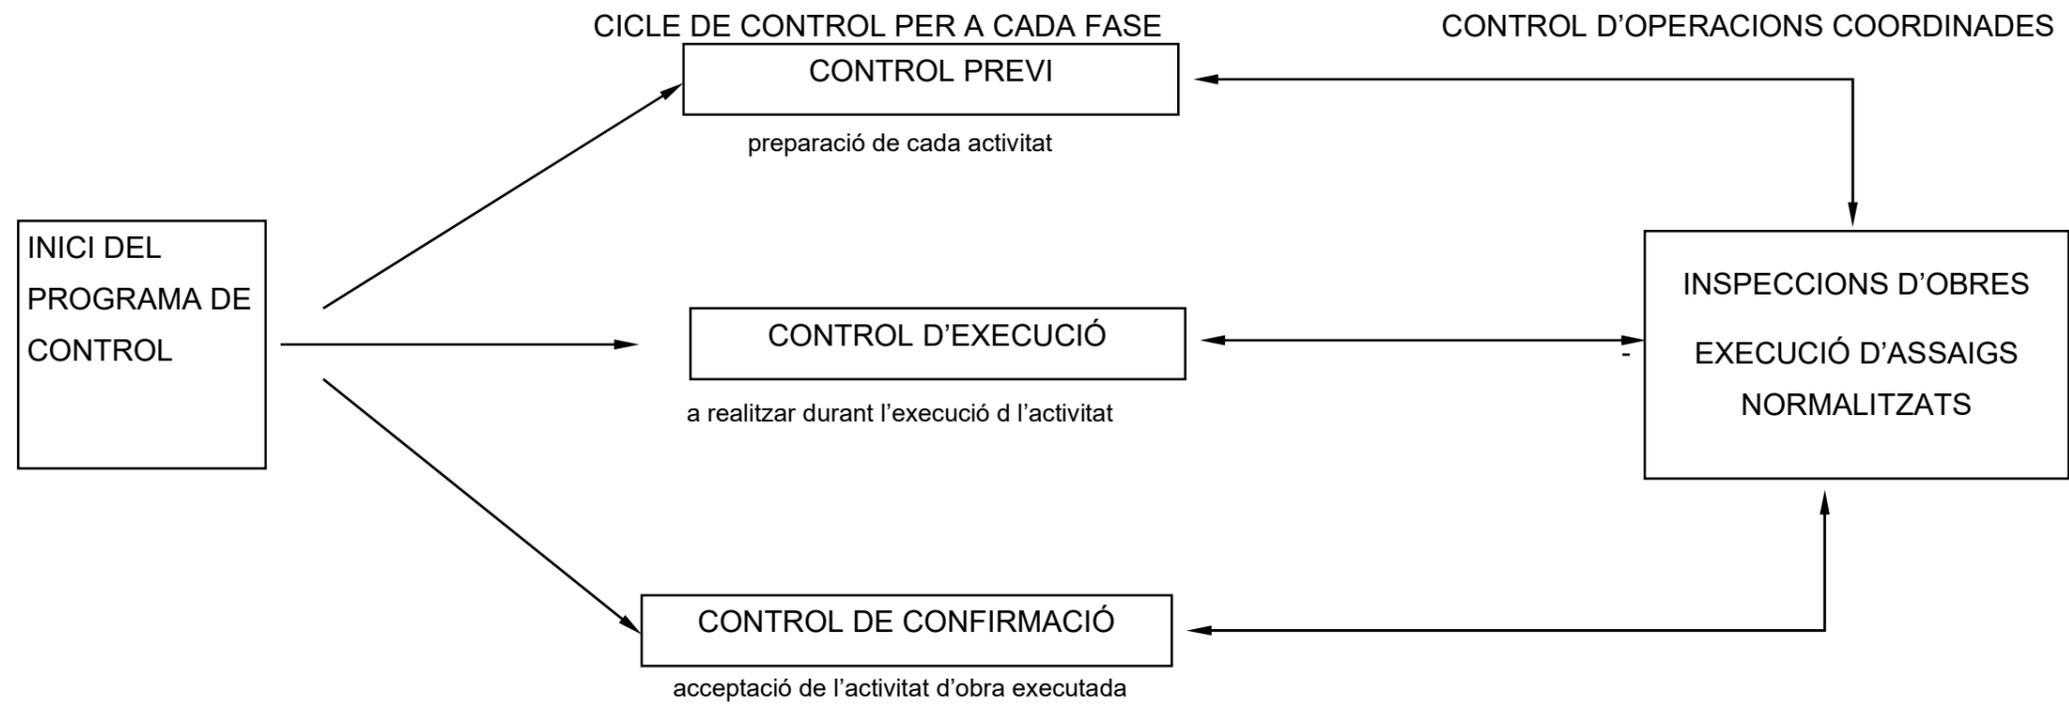 CICLE DE CONTROL PER A CADA FASE
CONTROL D’OPERACIONS COORDINADES
CONTROL PREVI
preparació de cada activitat
INICI DEL
PROGRAMA DE
CONTROL
CONTROL D’EXECUCIÓ
a realitzar durant l’execució d l’activitat
CONTROL DE CONFIRMACIÓ
acceptació de l’activitat d’obra executada
-
INSPECCIONS D’OBRES
EXECUCIÓ D’ASSAIGS
NORMALITZATS